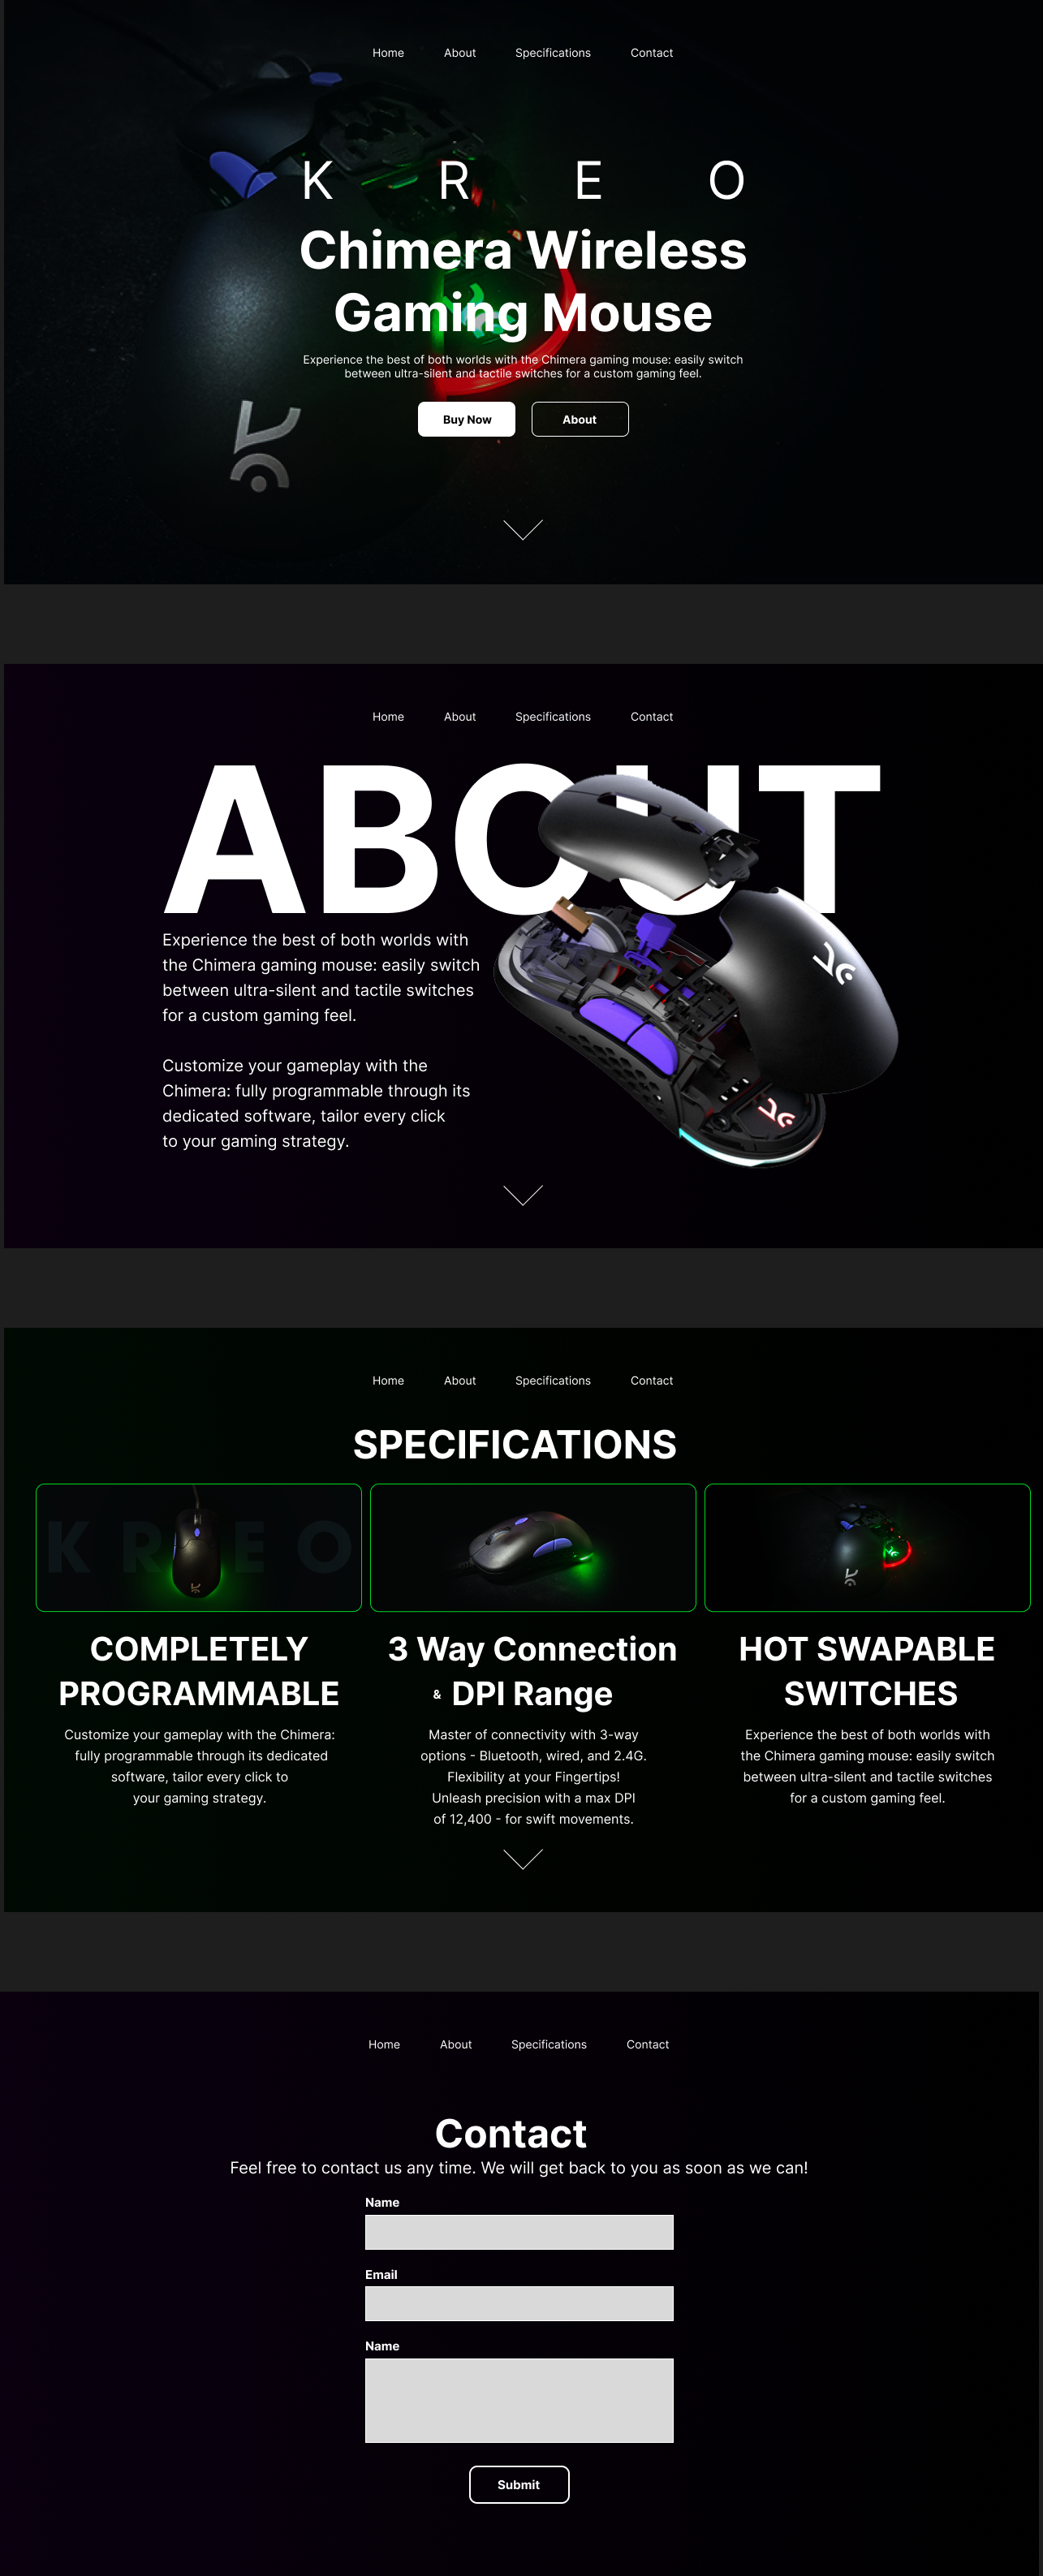 Home About Specifications Contact
K R E O
Chimera Wireless
Gaming Mouse
Experience the best of both worlds with the Chimera gaming mouse: easily switch
between ultra-silent and tactile switches for a custom gaming feel.
Buy Now About
Home About Specifications Contact
ABOUT
Experience the best of both worlds with
the Chimera gaming mouse: easily switch
between ultra-silent and tactile switches
for a custom gaming feel.
Customize your gameplay with the
Chimera: fully programmable through its
dedicated software, tailor every click
to your gaming strategy.
Home About Specifications Contact
SPECIFICATIONS
K R E O
COMPLETELY
PROGRAMMABLE
Customize your gameplay with the Chimera:
fully programmable through its dedicated
software, tailor every click to
your gaming strategy.
3 Way Connection
& DPI Range
Master of connectivity with 3-way
options - Bluetooth, wired, and 2.4G.
Flexibility at your Fingertips!
Unleash precision with a max DPI
of 12,400 - for swift movements.
HOT SWAPABLE
SWITCHES
Experience the best of both worlds with
the Chimera gaming mouse: easily switch
between ultra-silent and tactile switches
for a custom gaming feel.
Home About Specifications Contact
Contact
Feel free to contact us any time. We will get back to you as soon as we can!
Name
Email
Name
Submit